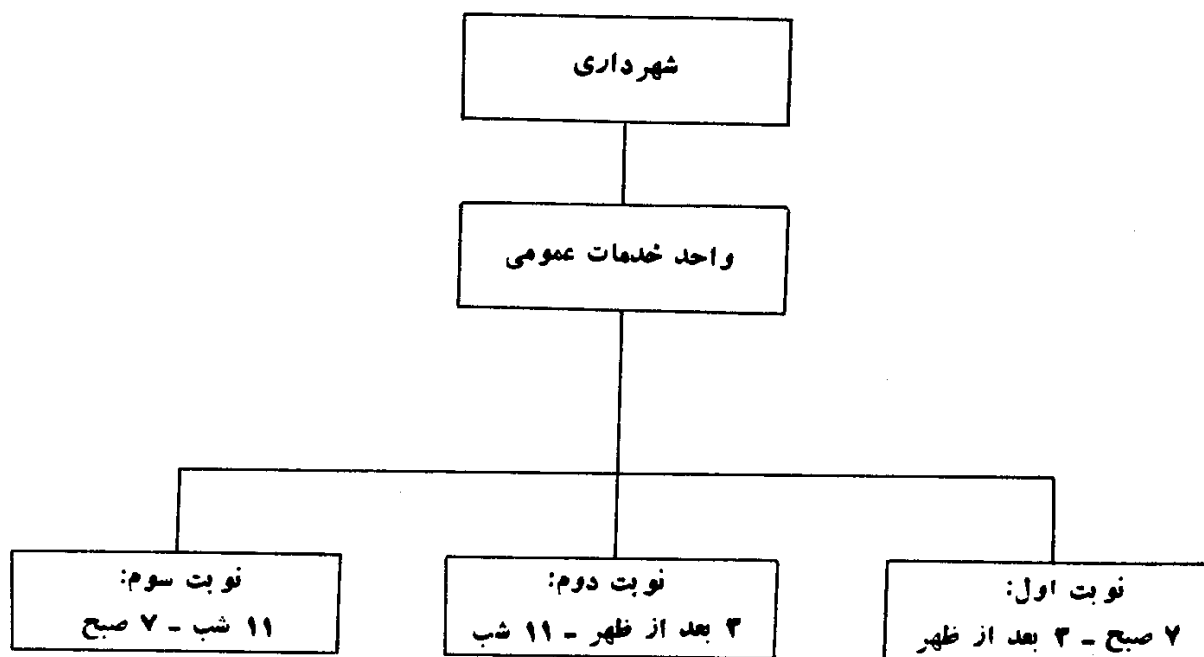 شهرداری
واحد خدمات عمومی
نوبت اول:
۷ صبح ـ ۳ بعد از ظهر
نوبت دوم:
۳ بعد از ظهر ـ ۱۱ شب
نوبت سوم:
۱۱ شب ـ ۷ صبح